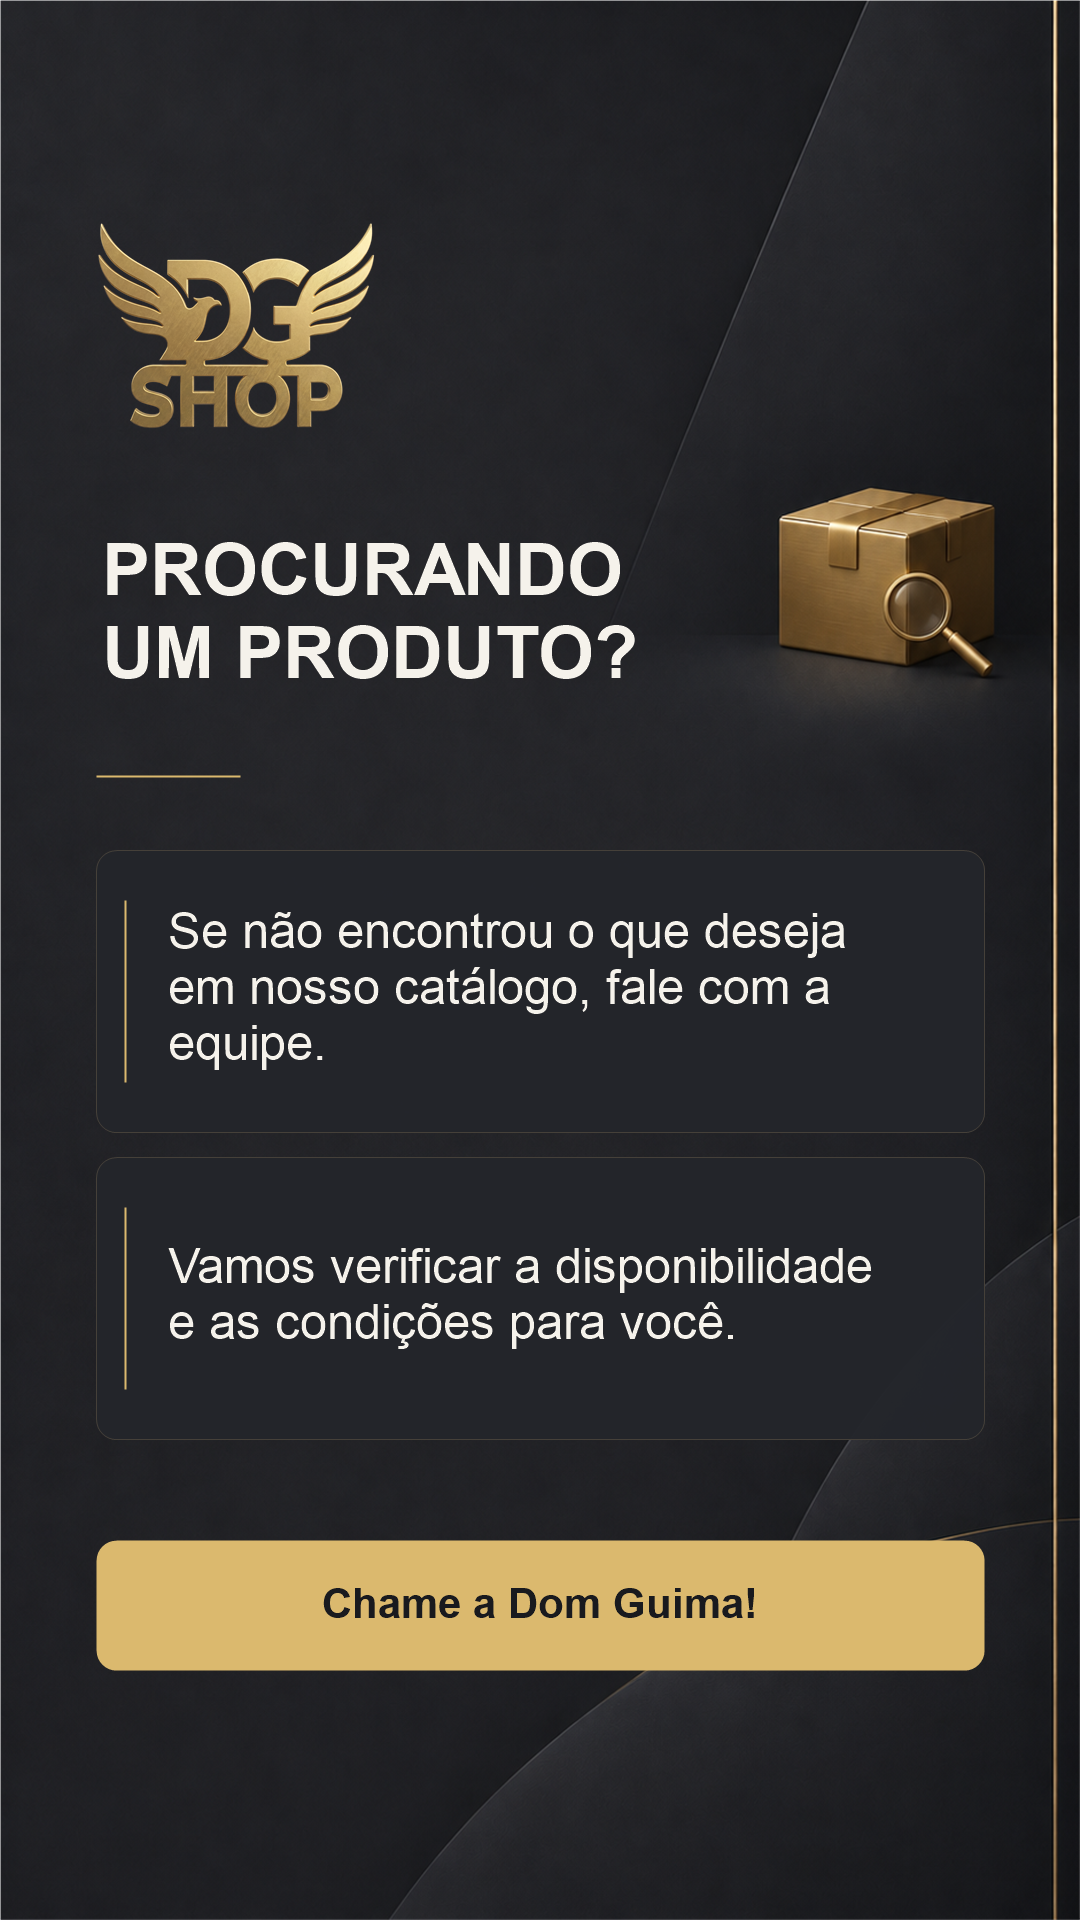 DG
SHOP
PROCURANDO
UM PRODUTO?
Se não encontrou o que deseja
em nosso catálogo, fale com a
equipe.
Vamos verificar a disponibilidade
e as condições para você.
Chame a Dom Guima!